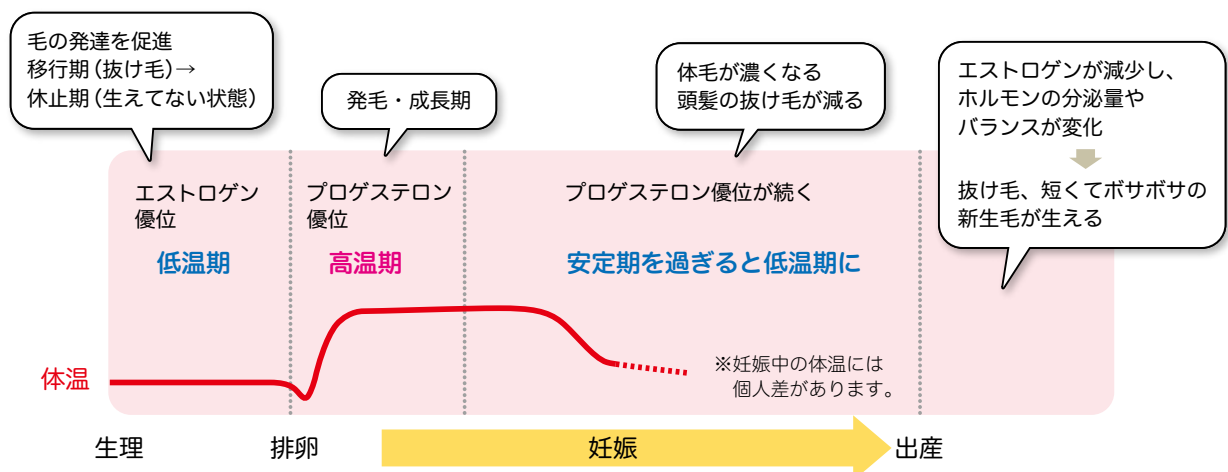 毛の発達を促進
移行期(抜け毛)→
休止期(生えてない状態)
発毛・成長期
体毛が濃くなる
頭髪の抜け毛が減る
エストロゲンが減少し、
ホルモンの分泌量や
バランスが変化
抜け毛、短くてボサボサの
新生毛が生える
エストロゲン
優位
低温期
プロゲステロン
優位
高温期
プロゲステロン優位が続く
安定期を過ぎると低温期に
体温
※妊娠中の体温には
個人差があります。
生理
排卵
妊娠
出産